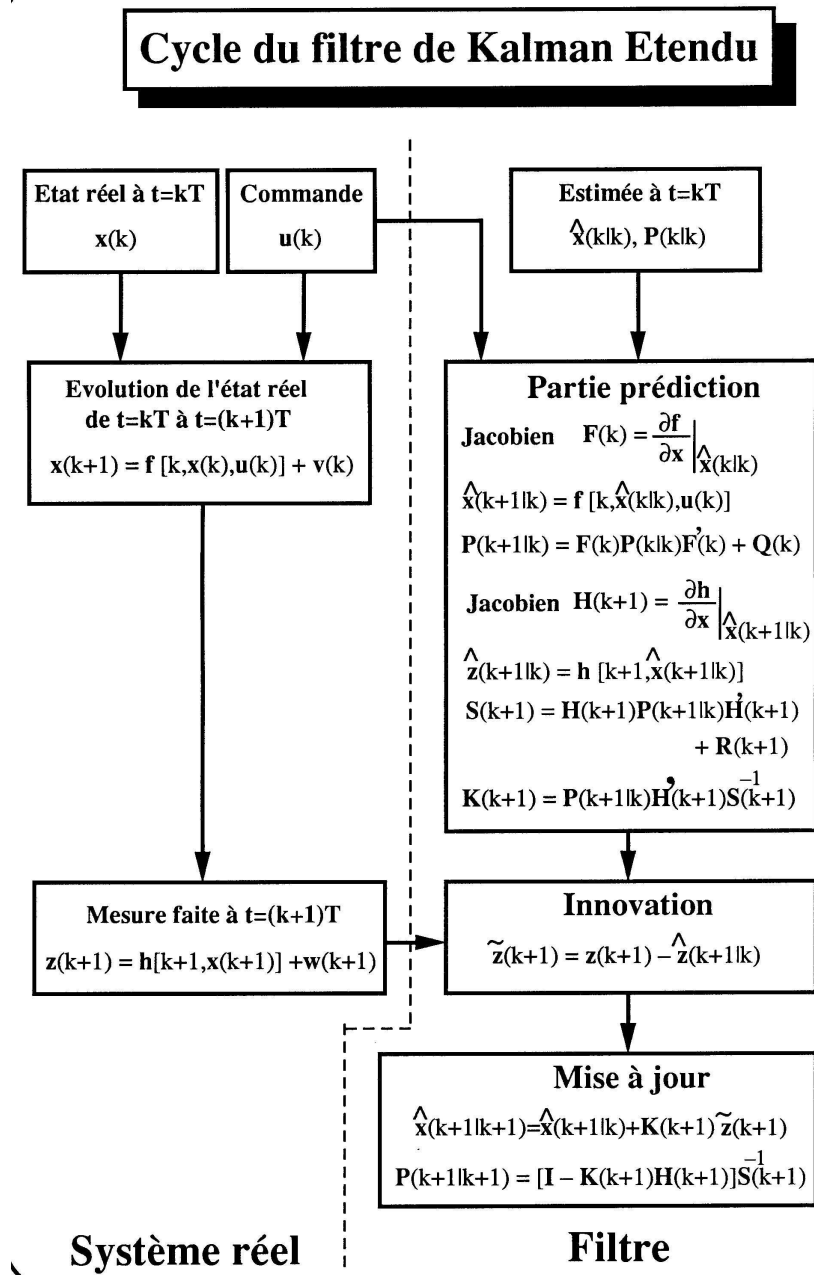 Cycle du filtre de Kalman Etendu
Etat réel à t=kT
x(k)
Commande
u(k)
Estimée à t=kT
x̂(k|k), P(k|k)
Evolution de l'état réel
de t=kT à t=(k+1)T
x(k+1) = f [k,x(k),u(k)] + v(k)
Partie prédiction
Jacobien F(k) = ∂f/∂x |x̂(k|k)
x̂(k+1|k) = f [k,x̂(k|k),u(k)]
P(k+1|k) = F(k)P(k|k)F'(k) + Q(k)
Jacobien H(k+1) = ∂h/∂x |x̂(k+1|k)
ẑ(k+1|k) = h [k+1,x̂(k+1|k)]
S(k+1) = H(k+1)P(k+1|k)H'(k+1)
+ R(k+1)
K(k+1) = P(k+1|k)H'(k+1)S⁻¹(k+1)
Mesure faite à t=(k+1)T
z(k+1) = h[k+1,x(k+1)] +w(k+1)
Innovation
z̃(k+1) = z(k+1) – ẑ(k+1|k)
Mise à jour
x̂(k+1|k+1)=x̂(k+1|k)+K(k+1) z̃(k+1)
P(k+1|k+1) = [I – K(k+1)H(k+1)]S⁻¹(k+1)
Système réel
Filtre